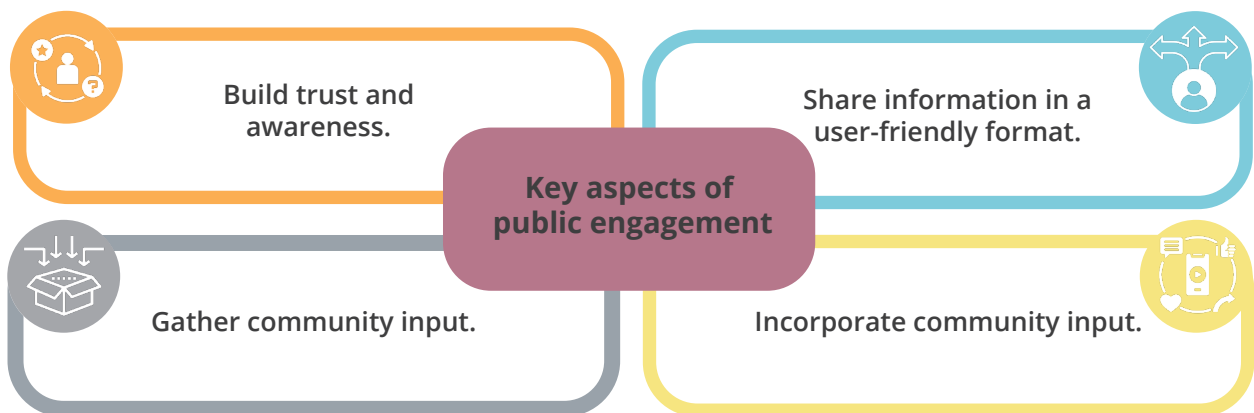 Build trust and
awareness.
Share information in a
user-friendly format.
Key aspects of
public engagement
Gather community input.
Incorporate community input.